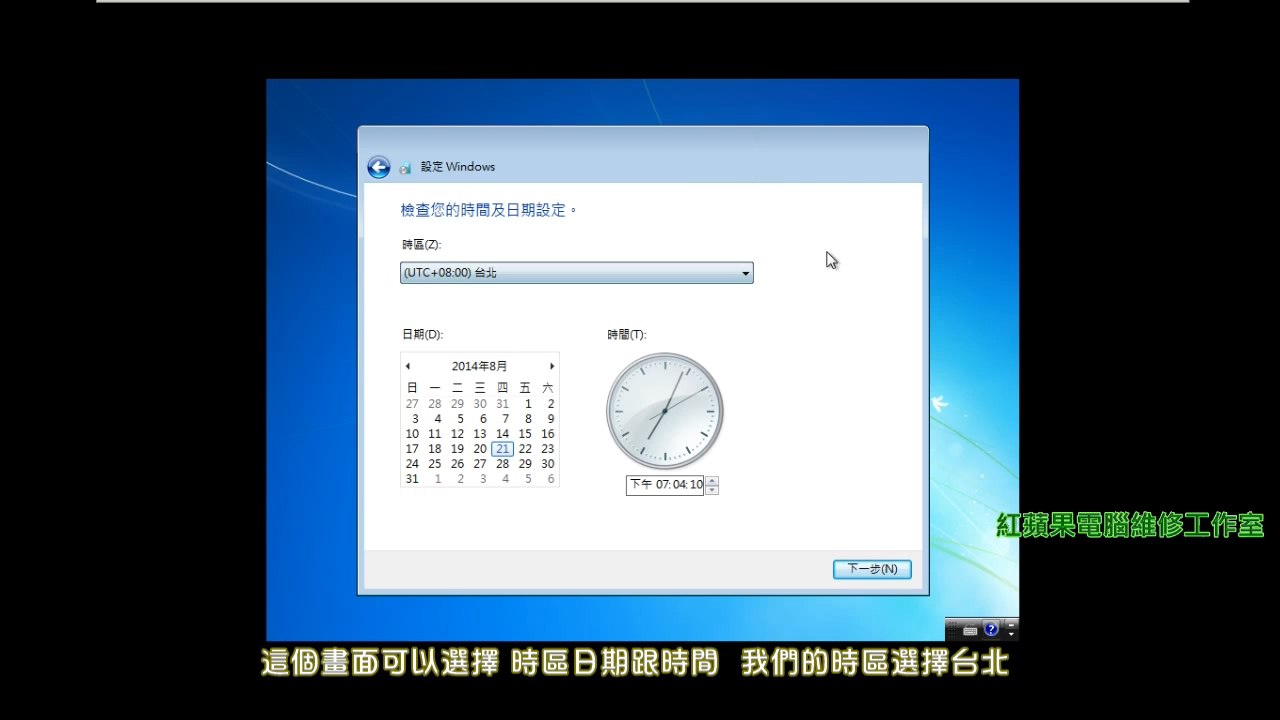 設定 Windows
檢查您的時間及日期設定。
時區(Z):
(UTC+08:00) 台北
日期(D):
時間(T):
2014年8月
日 一 二 三 四 五 六
27 28 29 30 31 1 2
3 4 5 6 7 8 9
10 11 12 13 14 15 16
17 18 19 20 21 22 23
24 25 26 27 28 29 30
31 1 2 3 4 5 6
下午 07:04:10
紅蘋果電腦維修工作室
下一步(N)
這個畫面可以選擇 時區日期跟時間 我們的時區選擇台北